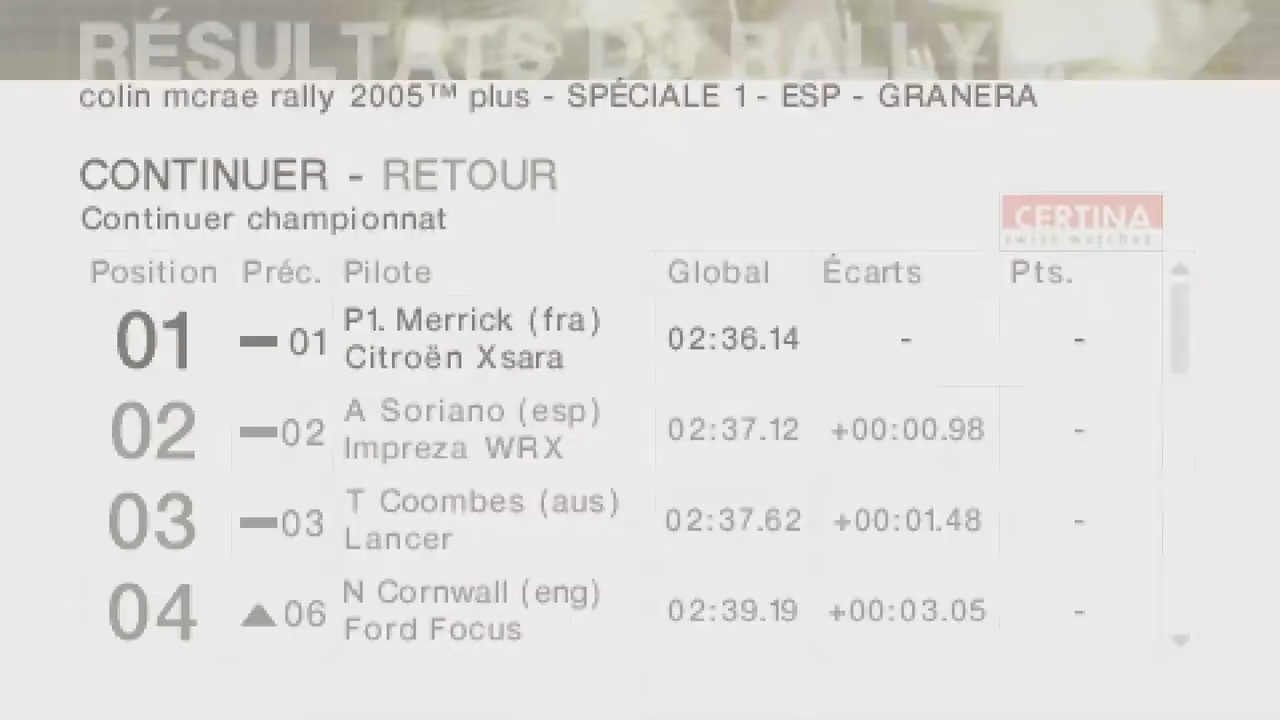 RÉSULTATS DU RALLY
colin mcrae rally 2005™ plus - SPÉCIALE 1 - ESP - GRANERA
CONTINUER - RETOUR
Continuer championnat
CERTINA
swiss watches
Position Préc. Pilote Global Écarts Pts.
01 01 P1. Merrick (fra) 02:36.14 - -
Citroën Xsara
02 02 A Soriano (esp) 02:37.12 +00:00.98 -
Impreza WRX
03 03 T Coombes (aus) 02:37.62 +00:01.48 -
Lancer
04 06 N Cornwall (eng) 02:39.19 +00:03.05 -
Ford Focus